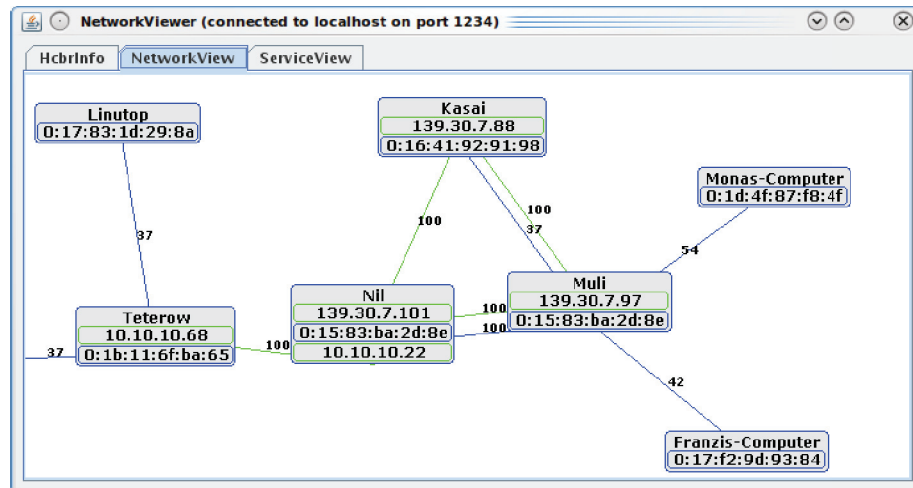 NetworkViewer (connected to localhost on port 1234)
HcbrInfo NetworkView ServiceView
Linutop
0:17:83:1d:29:8a
Kasai
139.30.7.88
0:16:41:92:91:98
Monas-Computer
0:1d:4f:87:f8:4f
37
100
100
37
54
Nil
139.30.7.101
0:15:83:ba:2d:8e
10.10.10.22
Muli
139.30.7.97
0:15:83:ba:2d:8e
100
100
Teterow
10.10.10.68
0:1b:11:6f:ba:65
37
100
42
Franzis-Computer
0:17:f2:9d:93:84